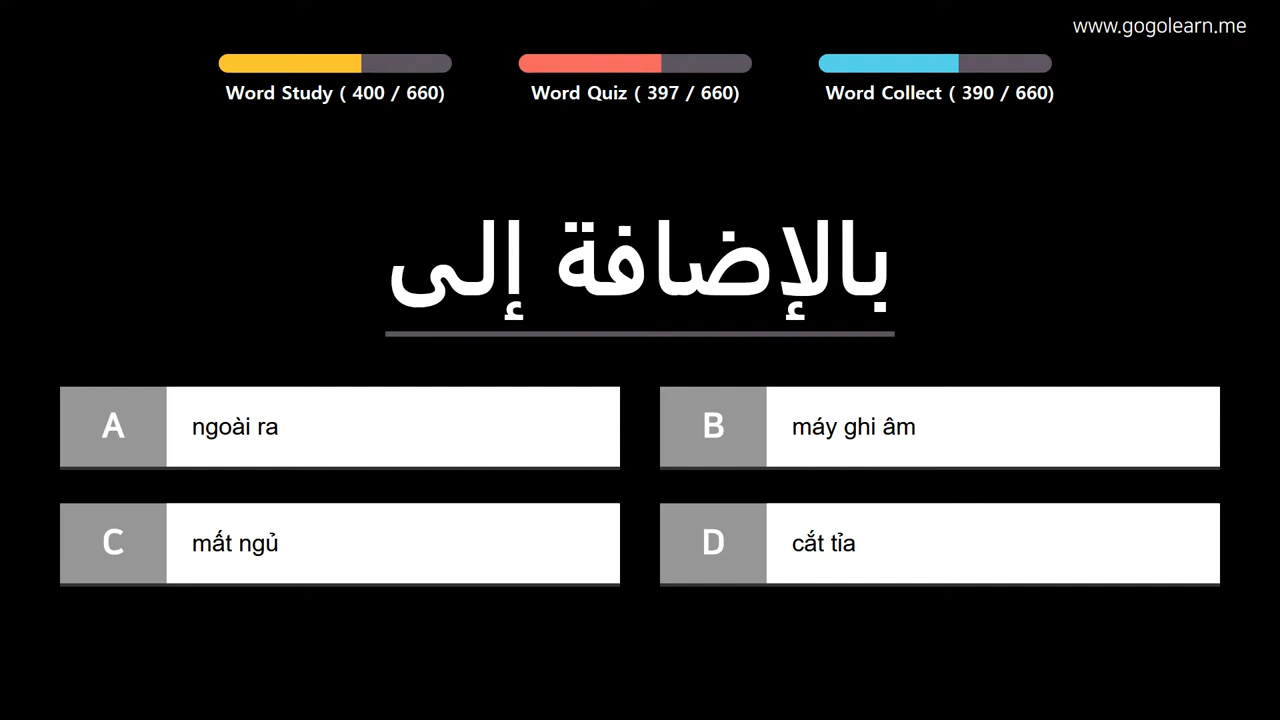 www.gogolearn.me
Word Study ( 400 / 660)
Word Quiz ( 397 / 660)
Word Collect ( 390 / 660)
بالإضافة إلى
A
ngoài ra
B
máy ghi âm
C
mất ngủ
D
cắt tỉa